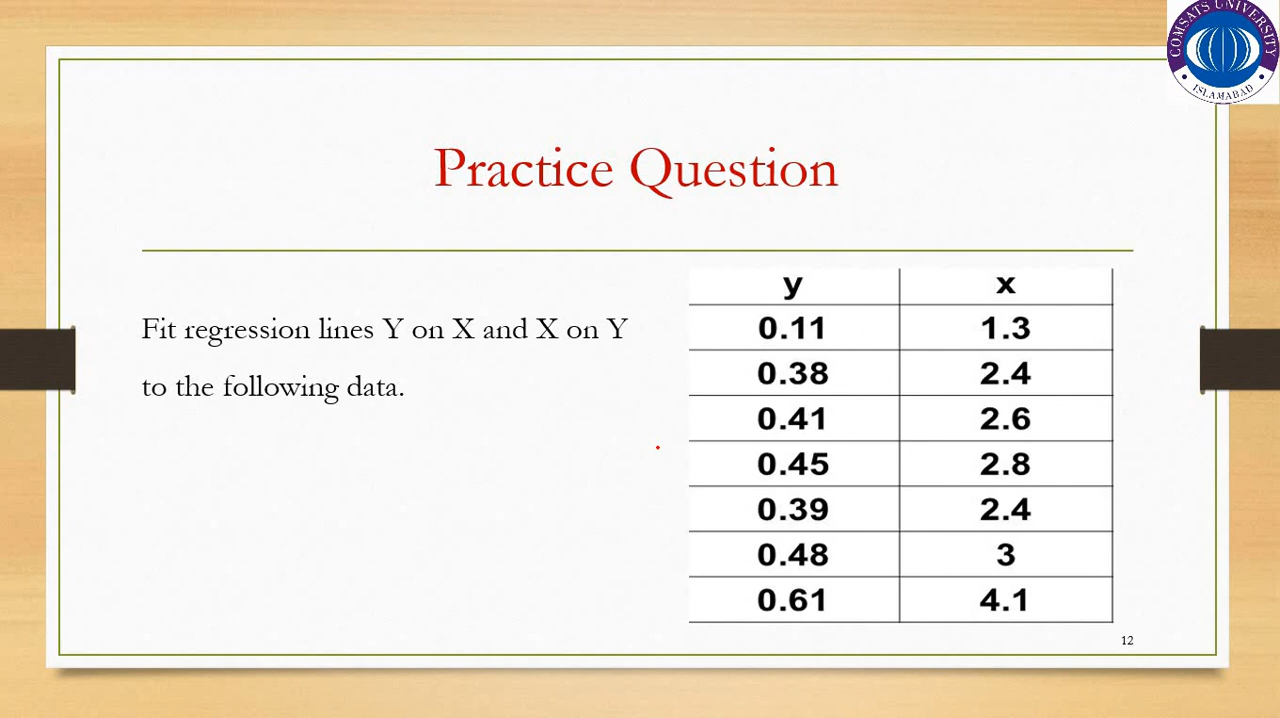 COMSATS UNIVERSITY
ISLAMABAD
Practice Question
Fit regression lines Y on X and X on Y
to the following data.
y x
0.11 1.3
0.38 2.4
0.41 2.6
0.45 2.8
0.39 2.4
0.48 3
0.61 4.1
12